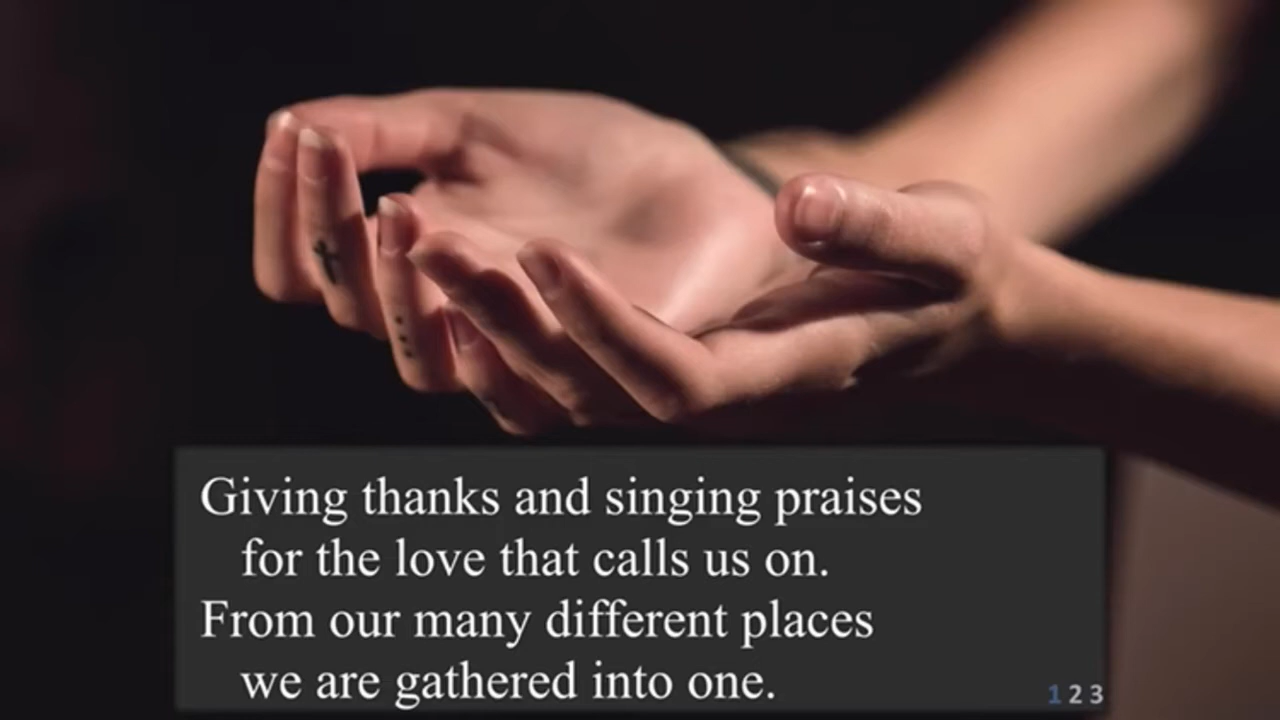 Giving thanks and singing praises
for the love that calls us on.
From our many different places
we are gathered into one.
1 2 3